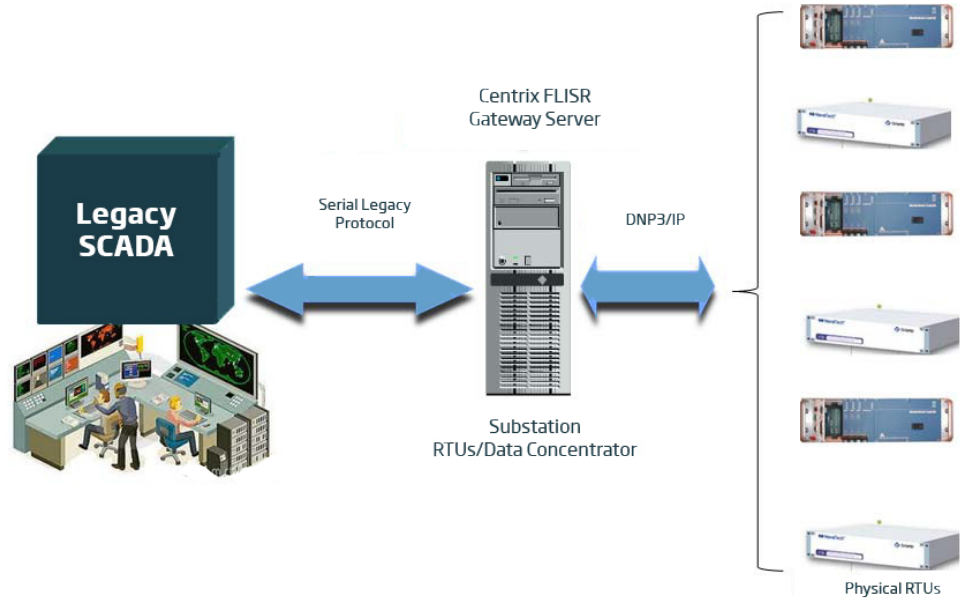 Centrix FLISR
Gateway Server
Legacy
SCADA
Serial Legacy
Protocol
DNP3/IP
Substation
RTUs/Data Concentrator
Physical RTUs